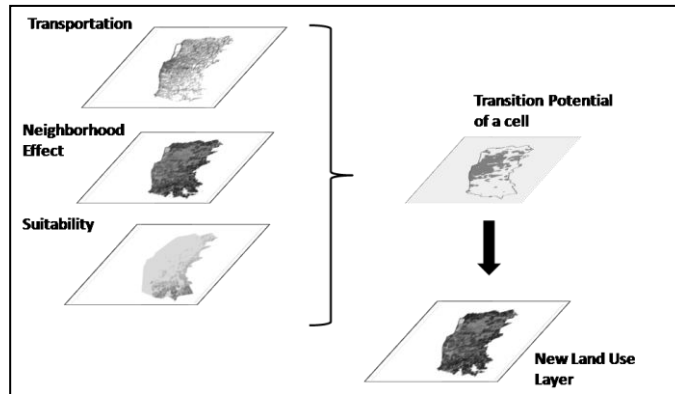 Transportation
Neighborhood
Effect
Suitability
Transition Potential
of a cell
New Land Use
Layer